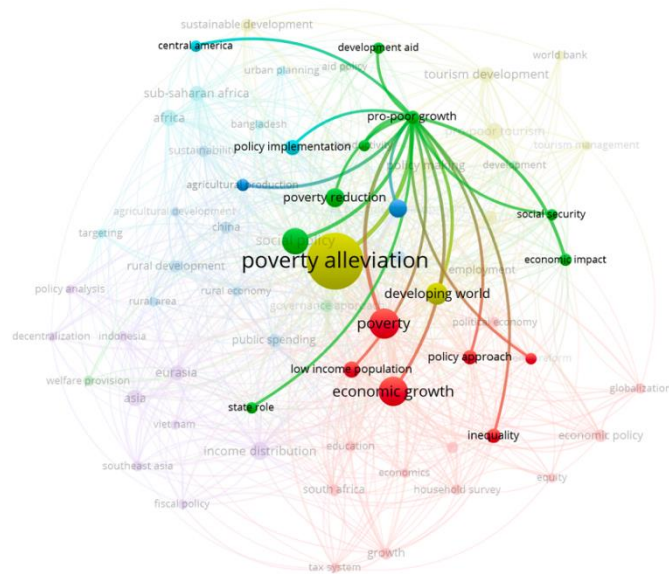 sustainable development
central america
development aid
world bank
urban planning
aid policy
tourism development
sub-saharan africa
africa
pro-poor growth
bangladesh
pro-poor tourism
policy implementation
productivity
tourism management
sustainability
policy making
development
agricultural production
poverty reduction
agricultural development
social security
china
targeting
social policy
poverty alleviation
economic impact
rural development
employment
policy analysis
rural economy
developing world
rural area
governance approach
poverty
political economy
decentralization
indonesia
public spending
policy approach
low income population
eurasia
welfare provision
economic growth
globalization
asia
state role
vietnam
inequality
economic policy
income distribution
education
southeast asia
economics
equity
south africa
household survey
fiscal policy
growth
tax system